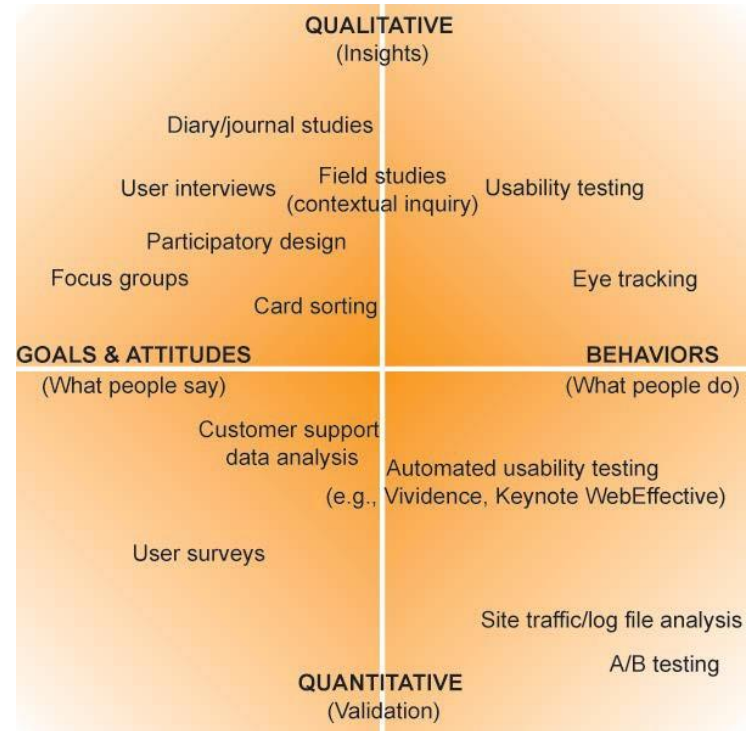 QUALITATIVE
(Insights)
Diary/journal studies
Field studies
User interviews
(contextual inquiry)
Usability testing
Participatory design
Focus groups
Eye tracking
Card sorting
GOALS & ATTITUDES
BEHAVIORS
(What people say)
(What people do)
Customer support
data analysis
Automated usability testing
(e.g., Vividence, Keynote WebEffective)
User surveys
Site traffic/log file analysis
A/B testing
QUANTITATIVE
(Validation)